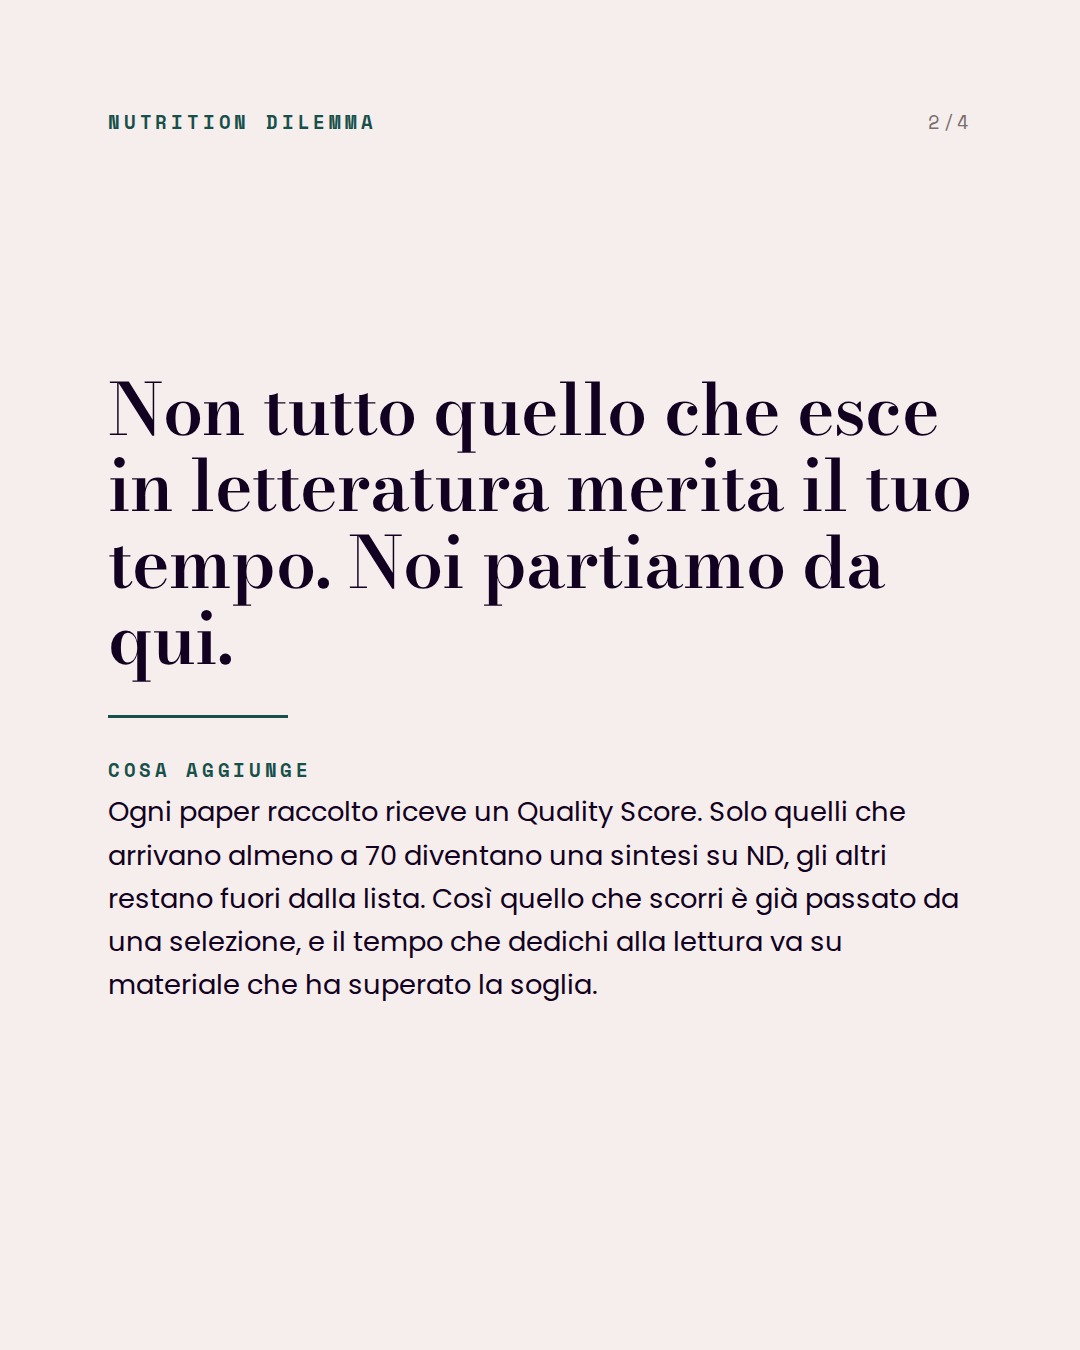 NUTRITION DILEMMA
2/4
Non tutto quello che esce
in letteratura merita il tuo
tempo. Noi partiamo da
qui.
COSA AGGIUNGE
Ogni paper raccolto riceve un Quality Score. Solo quelli che
arrivano almeno a 70 diventano una sintesi su ND, gli altri
restano fuori dalla lista. Così quello che scorri è già passato da
una selezione, e il tempo che dedichi alla lettura va su
materiale che ha superato la soglia.